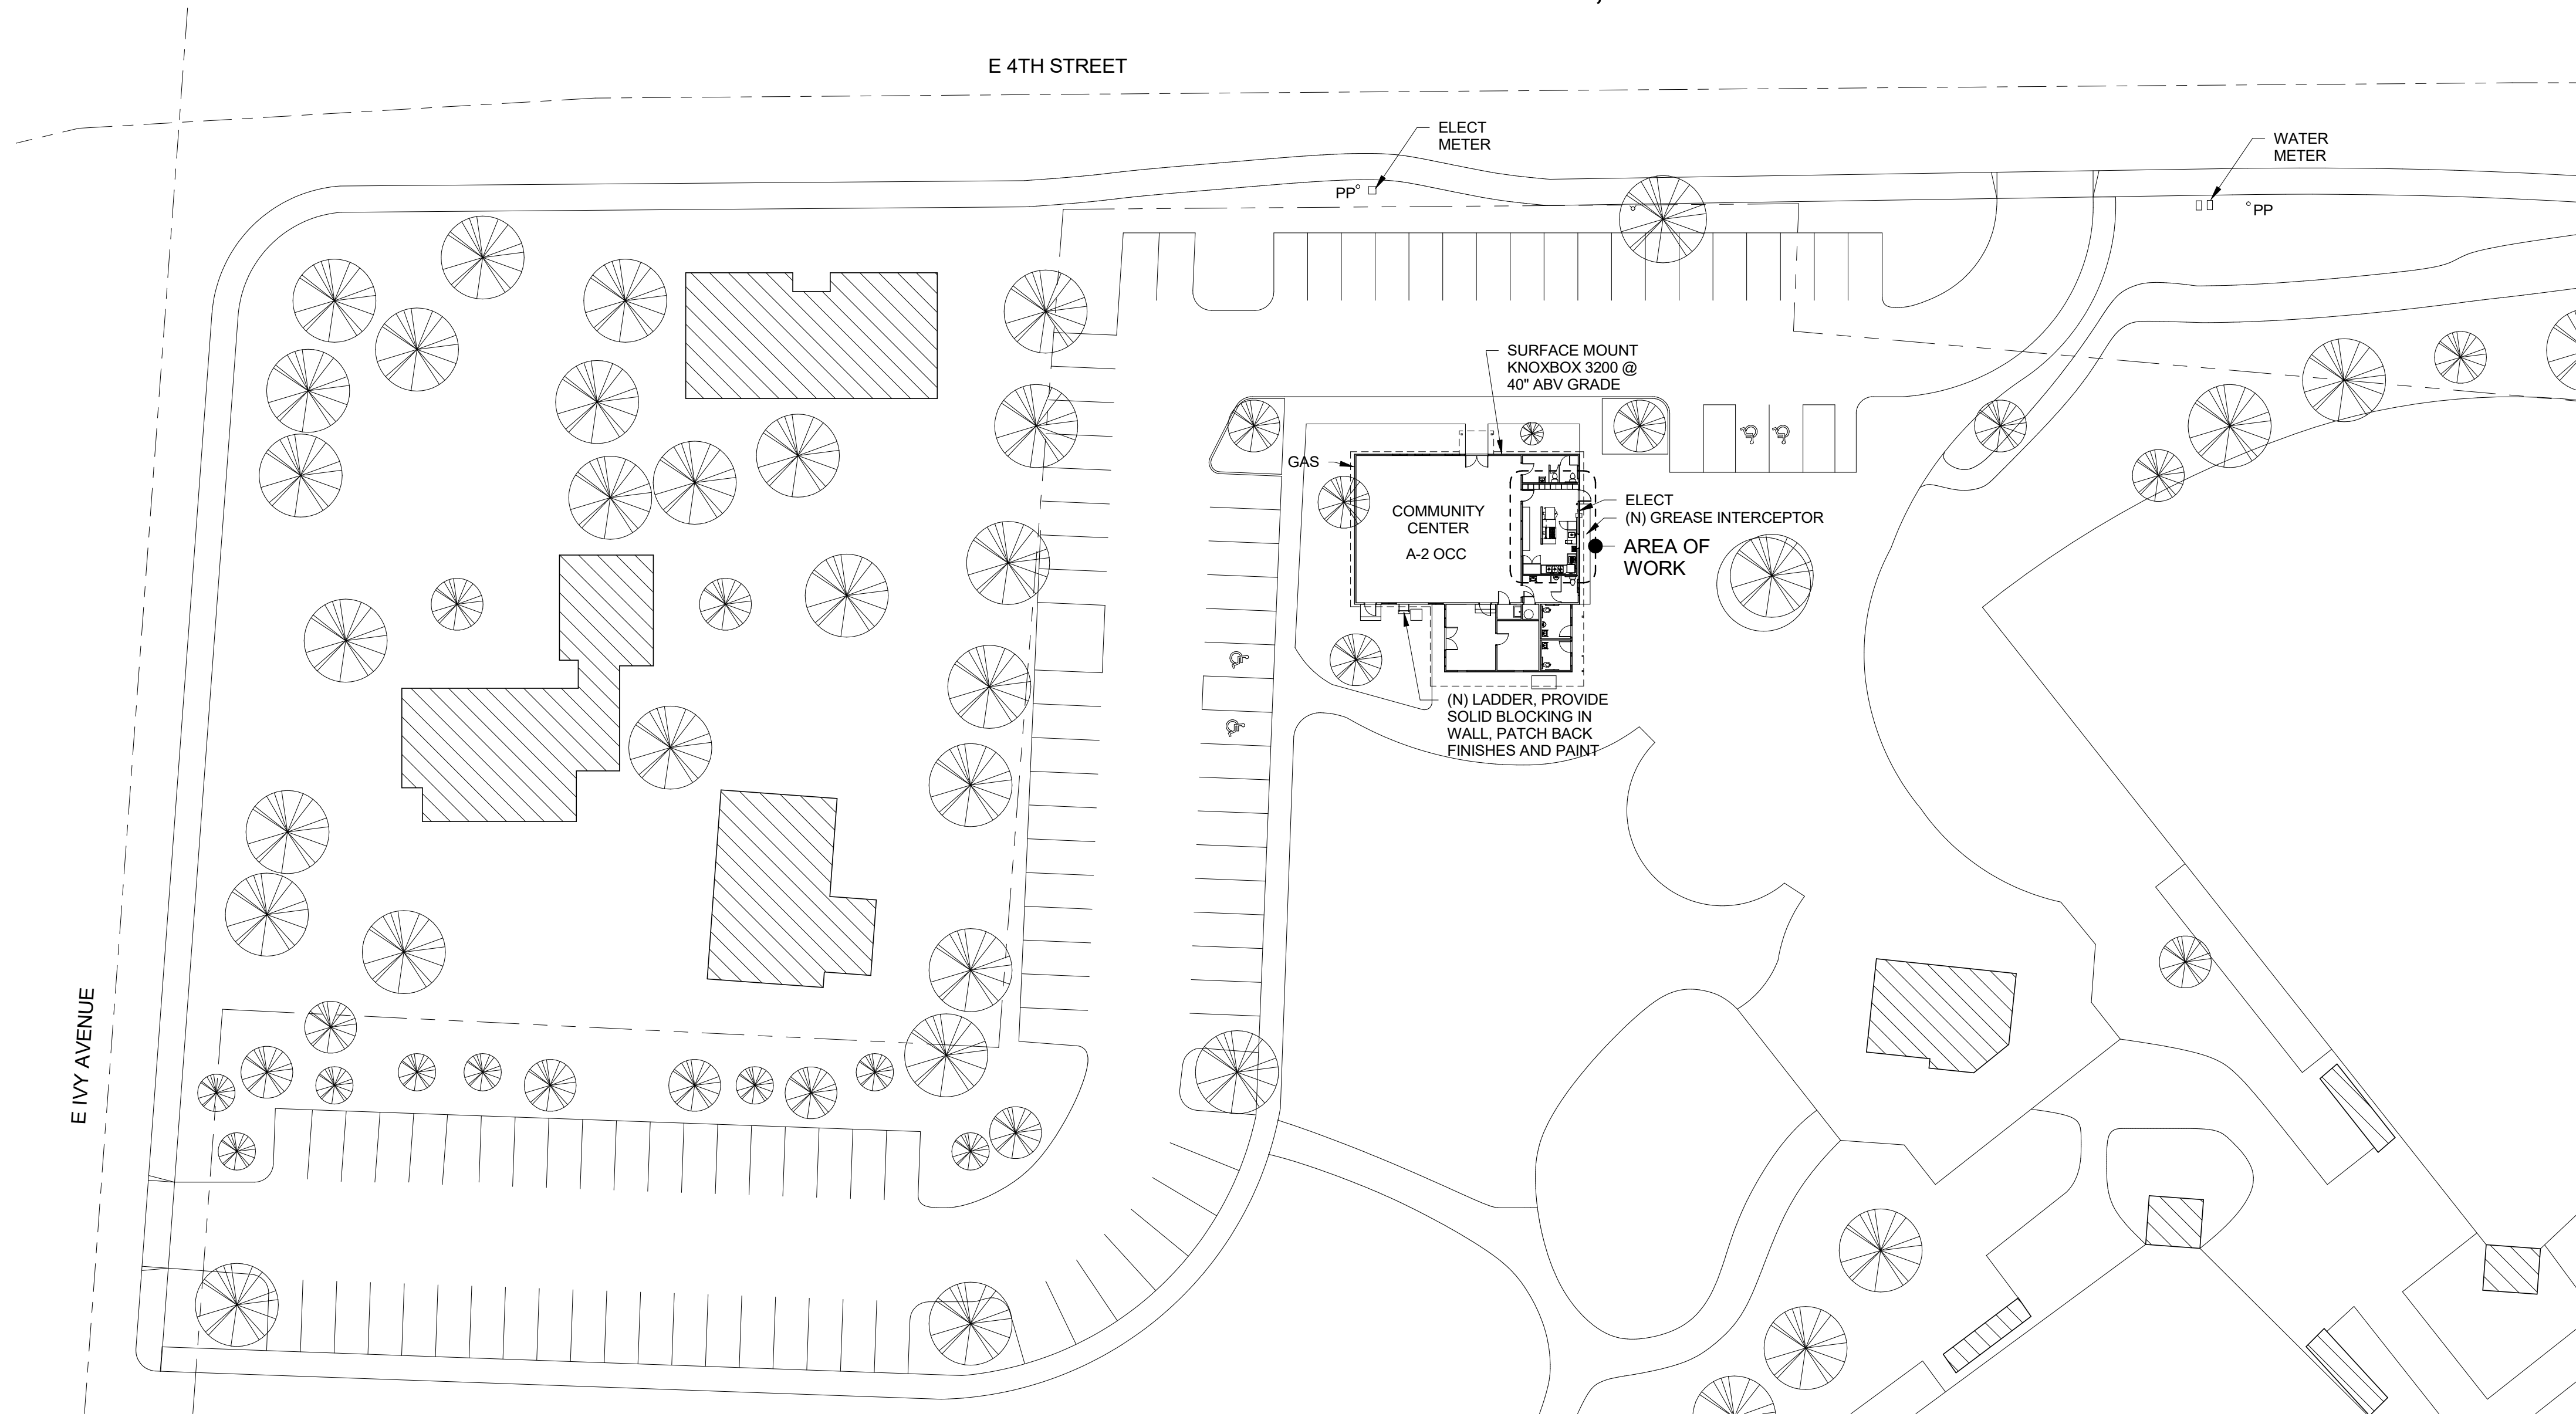 E 4TH STREET
ELECT
METER
WATER
METER
PP°
°PP
SURFACE MOUNT
KNOXBOX 3200 @
40" ABV GRADE
GAS
ELECT
COMMUNITY
CENTER
(N) GREASE INTERCEPTOR
A-2 OCC
AREA OF
WORK
(N) LADDER, PROVIDE
SOLID BLOCKING IN
WALL, PATCH BACK
FINISHES AND PAINT
E IVY AVENUE